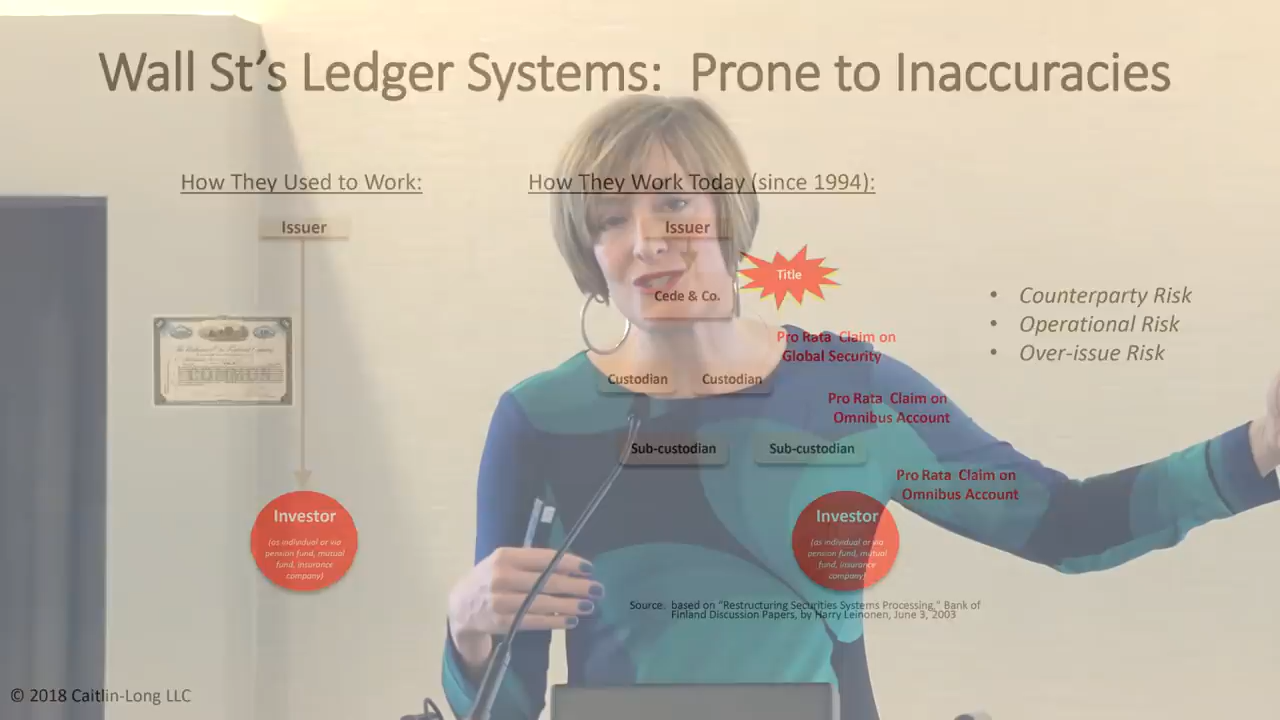 Wall St's Ledger Systems: Prone to Inaccuracies
How They Used to Work:
How They Work Today (since 1994):
Issuer
Issuer
Title
Cede & Co.
• Counterparty Risk
• Operational Risk
• Over-issue Risk
Pro Rata Claim on
Global Security
COMMON
Custodian
Custodian
Pro Rata Claim on
Omnibus Account
Sub-custodian
Sub-custodian
Pro Rata Claim on
Omnibus Account
Investor
(as individual or via
pension fund, mutual
fund, insurance
company)
Investor
(as individual or via
pension fund, mutual
fund, insurance
company)
Source. based on "Restructuring Securities Systems Processing," Bank of
Finland Discussion Papers, by Harry Leinonen, June 3, 2003
© 2018 Caitlin-Long LLC